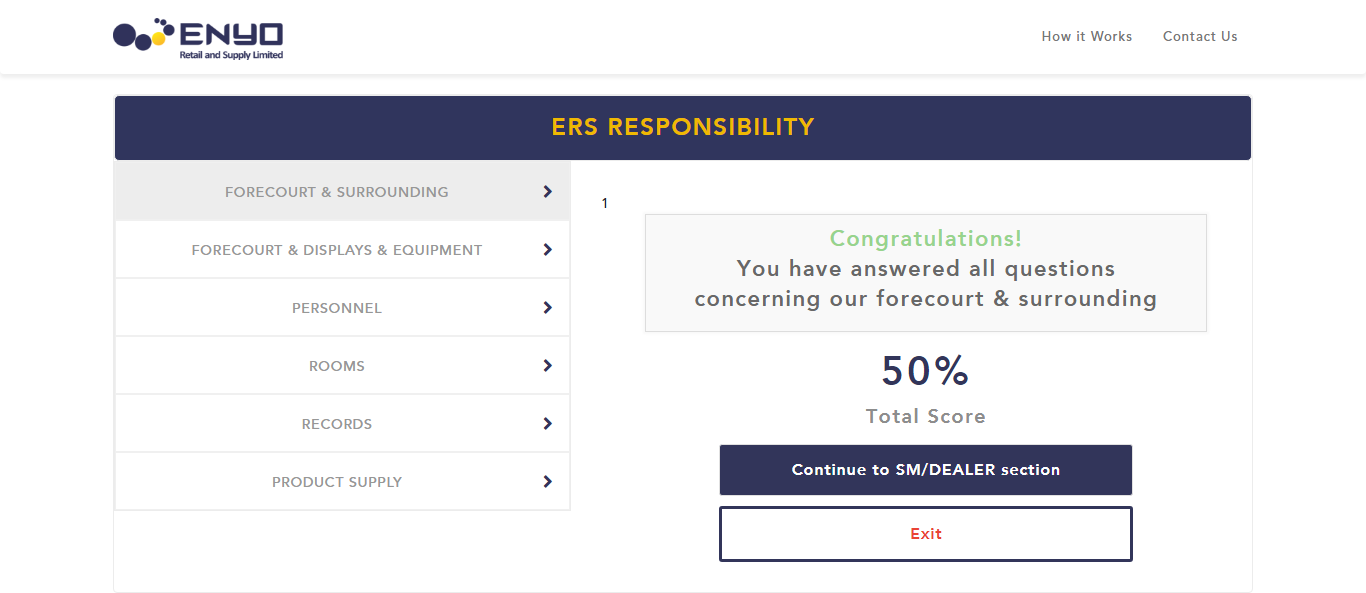 ENYO
Retail and Supply Limited
How it Works
Contact Us
ERS RESPONSIBILITY
FORECOURT & SURROUNDING
FORECOURT & DISPLAYS & EQUIPMENT
PERSONNEL
ROOMS
RECORDS
PRODUCT SUPPLY
1
Congratulations!
You have answered all questions
concerning our forecourt & surrounding
50%
Total Score
Continue to SM/DEALER section
Exit